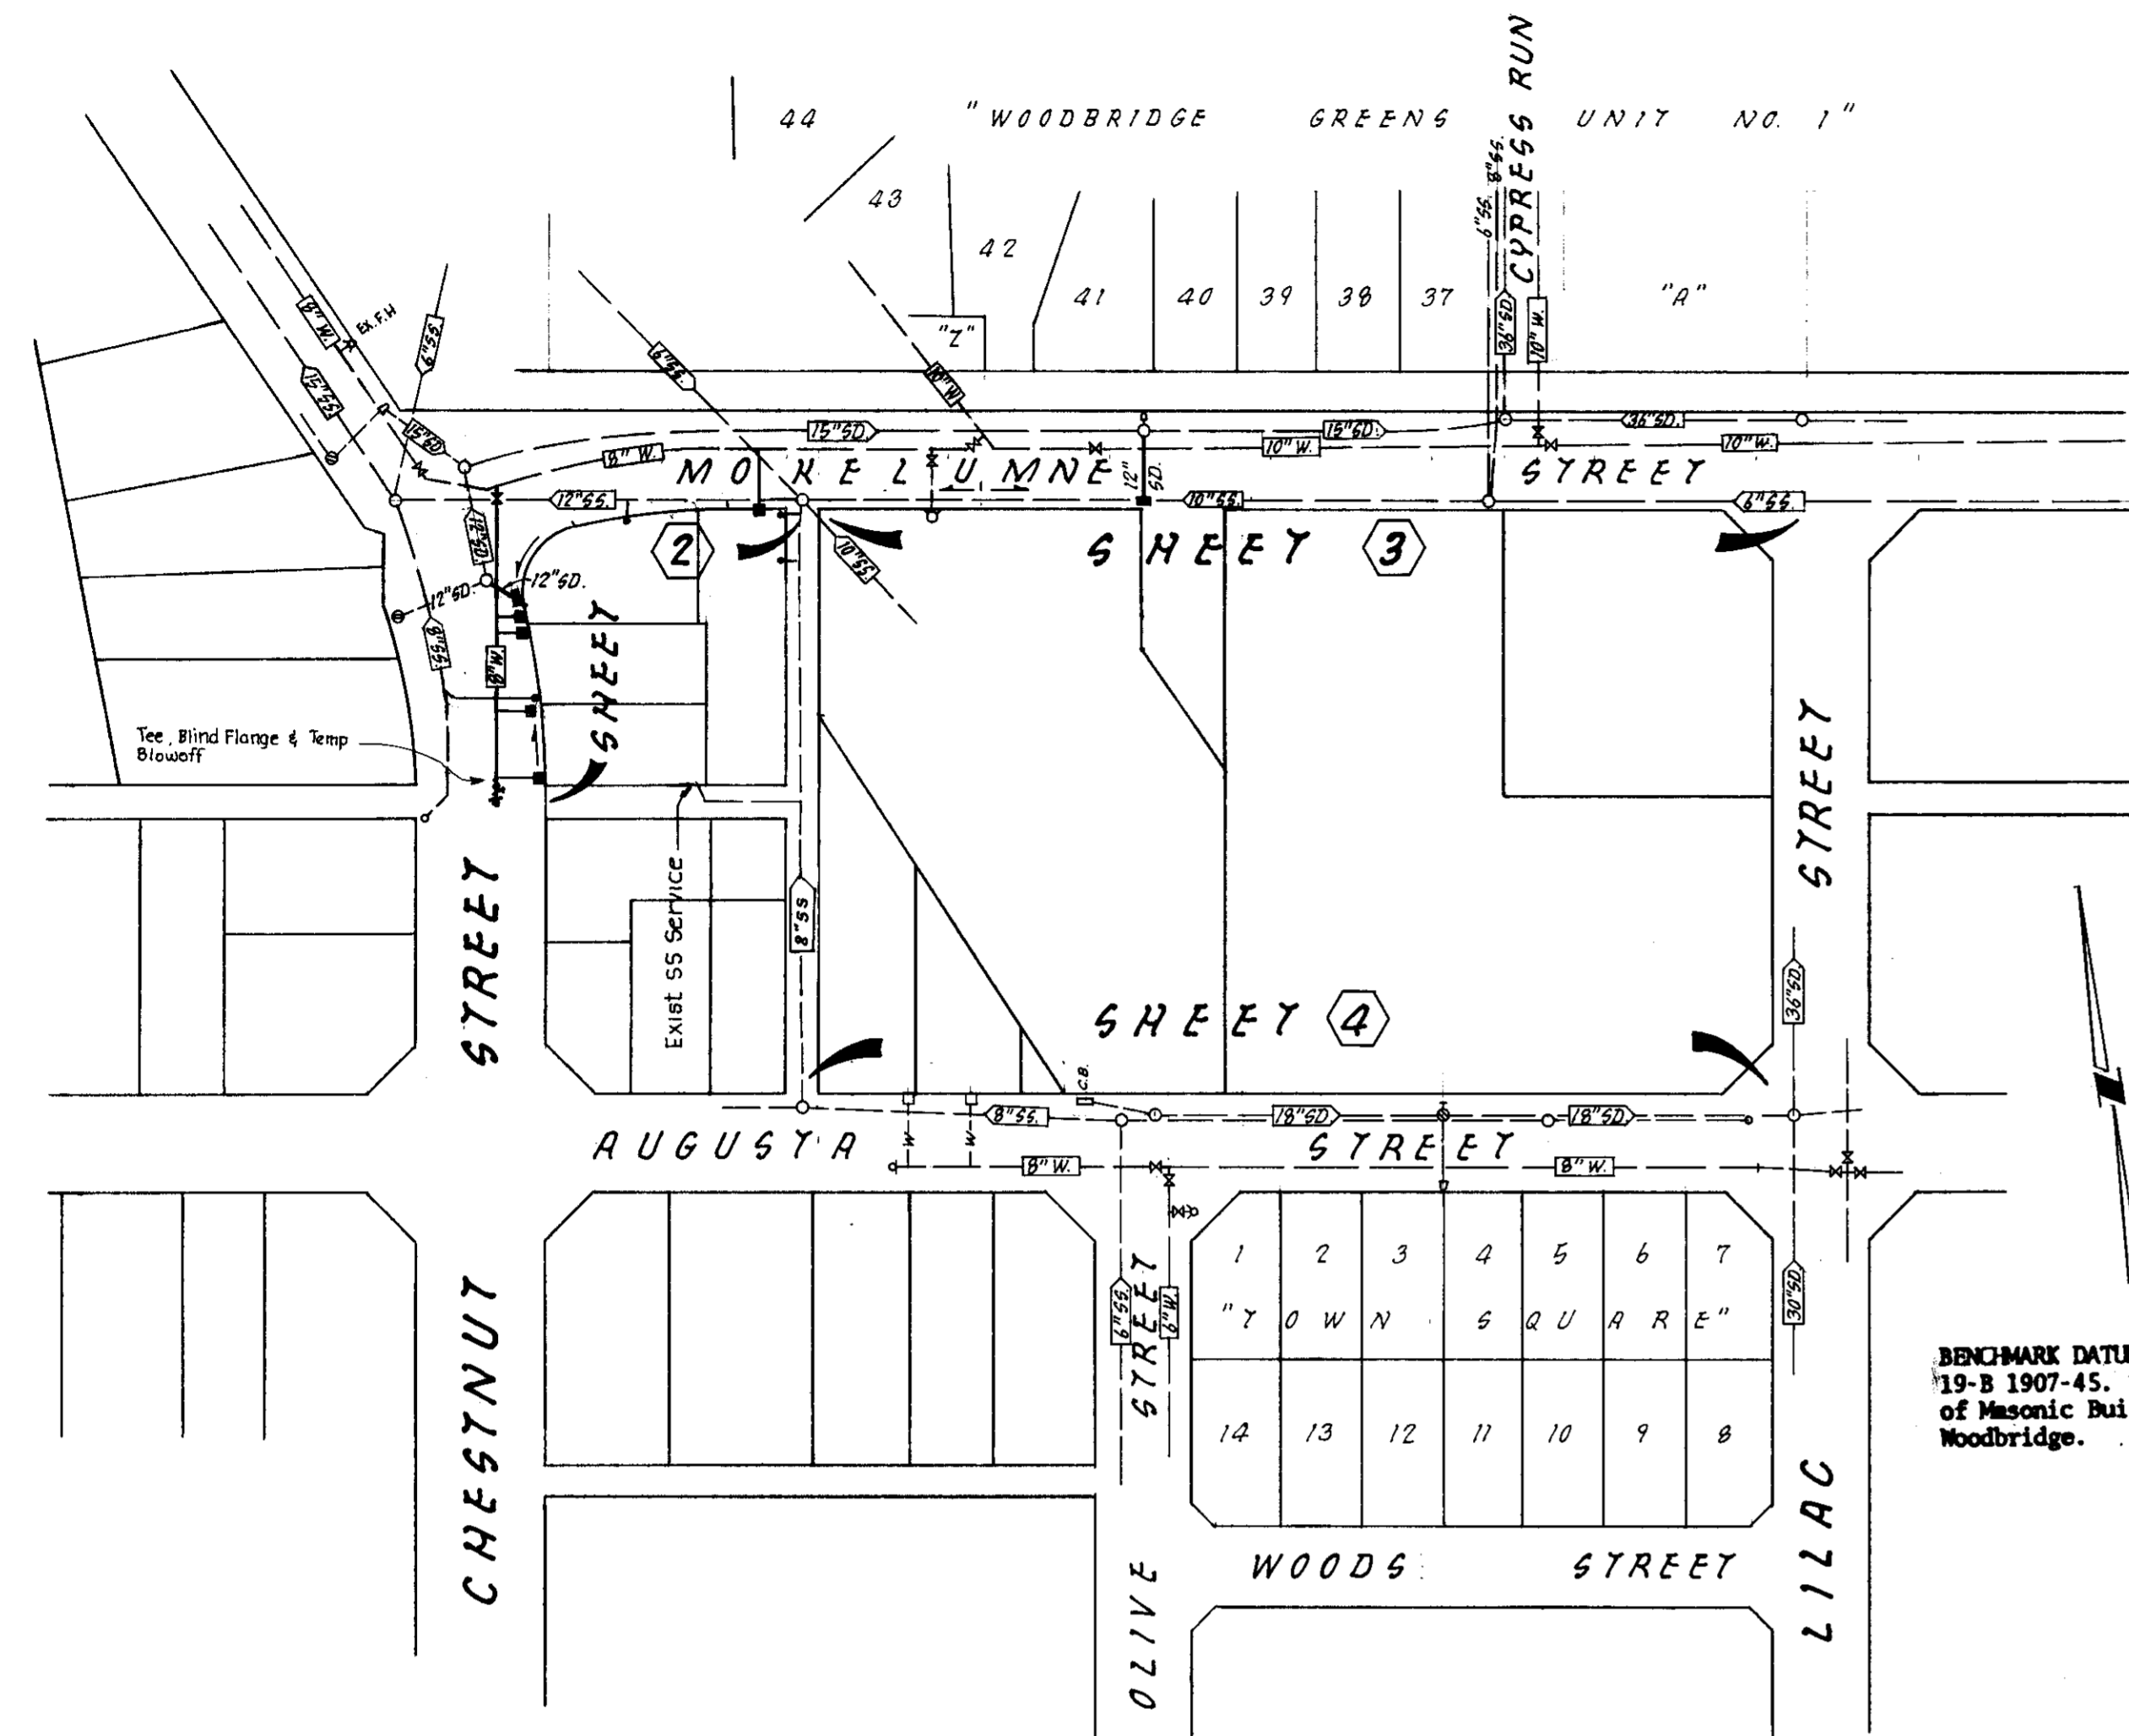 CYPRESS RUN
44
"WOODBRIDGE GREENS UNIT NO. 1"
43
42
41
40
39
38
37
"A"
"Z"
6"SS.
8"SS.
36"SD
10"W.
EX. F.H
8"W.
6"SS
15"SS
15"SD
6"SS.
10"W
15"SD
15"SD.
36"SD.
8"W.
10"W.
10"W.
MOKELUMNE STREET
12"SS.
12"
SD.
10"SS.
6"SS.
12"SD
2
SHEET 3
10"SS.
12"SD.
12"SD.
8"SS
8"W.
SHEET
Tee, Blind Flange & Temp
Blowoff
Exist SS Service
8"SS
STREET
STREET
36"SD.
SHEET 4
C.B.
8"SS.
18"SD
18"SD.
AUGUSTA STREET
W
W
8"W.
8"W.
CHESTNUT
6"SS.
STREET
6"W.
1
2
3
4
5
6
7
"TOWN SQUARE"
30"SD.
14
13
12
11
10
9
8
BENCHMARK DATU
19-B 1907-45.
of Masonic Bui
Woodbridge.
WOODS STREET
OLIVE
LILAC